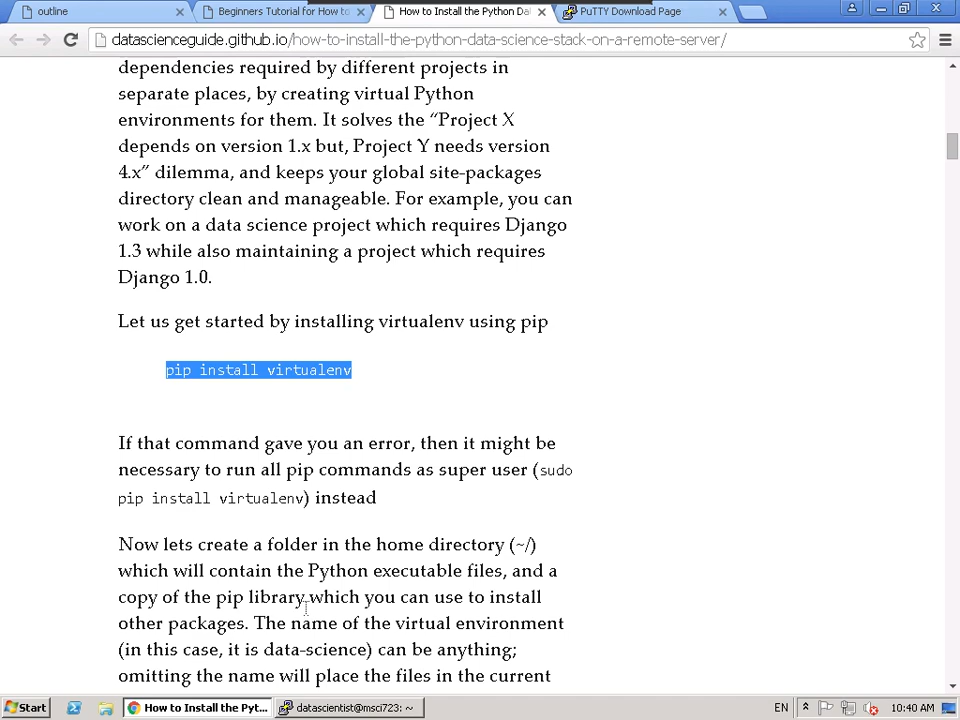 outline
Beginners Tutorial for How to
How to Install the Python Da
PuTTY Download Page
datascienceguide.github.io/how-to-install-the-python-data-science-stack-on-a-remote-server/
dependencies required by different projects in
separate places, by creating virtual Python
environments for them. It solves the “Project X
depends on version 1.x but, Project Y needs version
4.x” dilemma, and keeps your global site-packages
directory clean and manageable. For example, you can
work on a data science project which requires Django
1.3 while also maintaining a project which requires
Django 1.0.
Let us get started by installing virtualenv using pip
pip install virtualenv
If that command gave you an error, then it might be
necessary to run all pip commands as super user (sudo
pip install virtualenv) instead
Now lets create a folder in the home directory (~/)
which will contain the Python executable files, and a
copy of the pip library which you can use to install
other packages. The name of the virtual environment
(in this case, it is data-science) can be anything;
omitting the name will place the files in the current
Start
How to Install the Pyt...
datascientist@msci723: ~
EN
10:40 AM